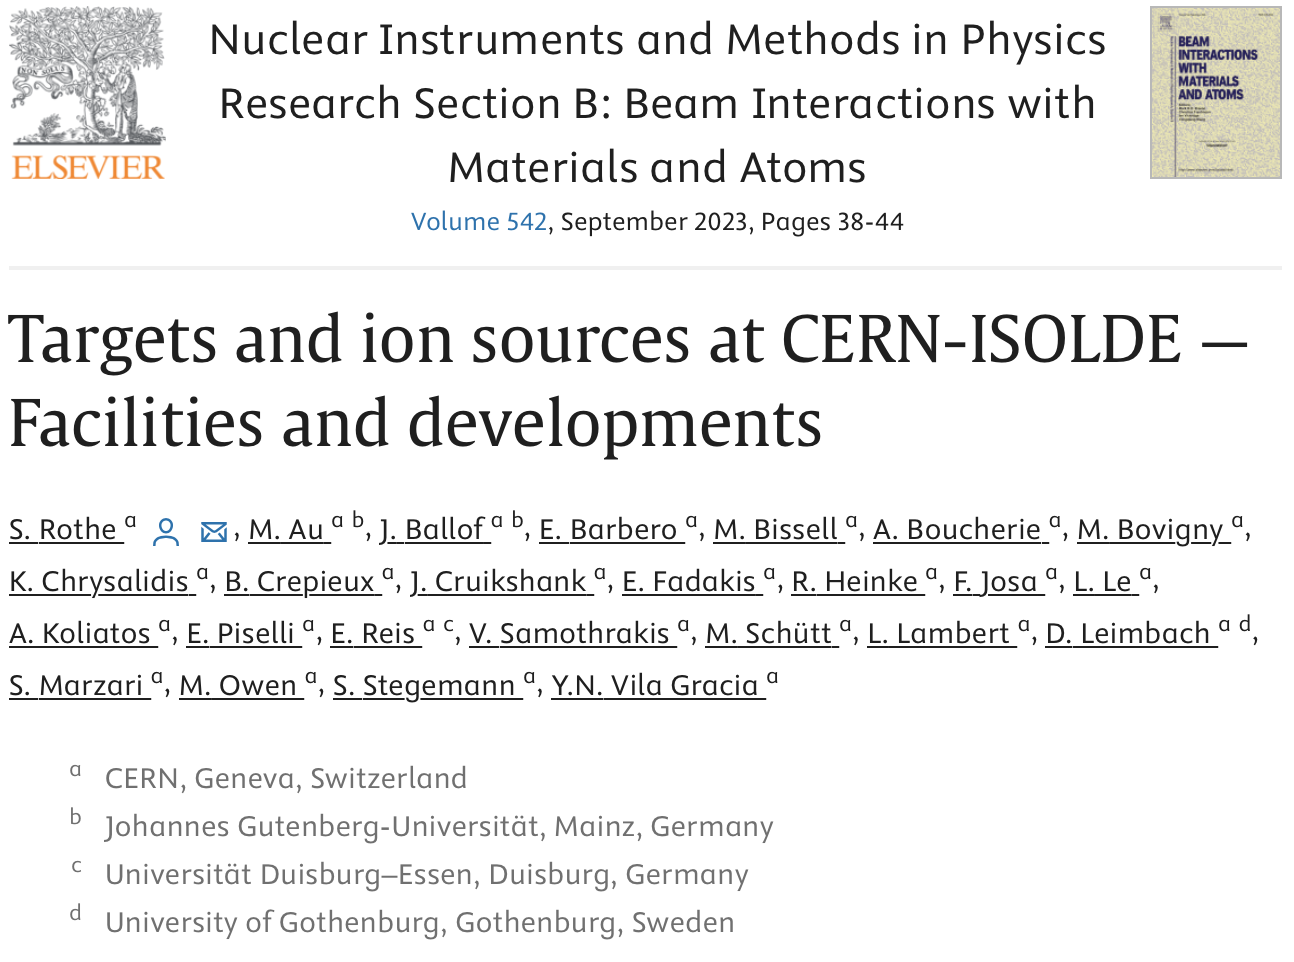 Nuclear Instruments and Methods in Physics
Research Section B: Beam Interactions with
Materials and Atoms
ELSEVIER
BEAM
INTERACTIONS
WITH
MATERIALS
AND ATOMS
Volume 542, September 2023, Pages 38-44
Targets and ion sources at CERN-ISOLDE —
Facilities and developments
S. Rothe a, M. Au a b, J. Ballof a b, E. Barbero a, M. Bissell a, A. Boucherie a, M. Bovigny a,
K. Chrysalidis a, B. Crepieux a, J. Cruikshank a, E. Fadakis a, R. Heinke a, F. Josa a, L. Le a,
A. Koliatos a, E. Piselli a, E. Reis a c, V. Samothrakis a, M. Schütt a, L. Lambert a, D. Leimbach a d,
S. Marzari a, M. Owen a, S. Stegemann a, Y.N. Vila Gracia a
a CERN, Geneva, Switzerland
b Johannes Gutenberg-Universität, Mainz, Germany
c Universität Duisburg–Essen, Duisburg, Germany
d University of Gothenburg, Gothenburg, Sweden